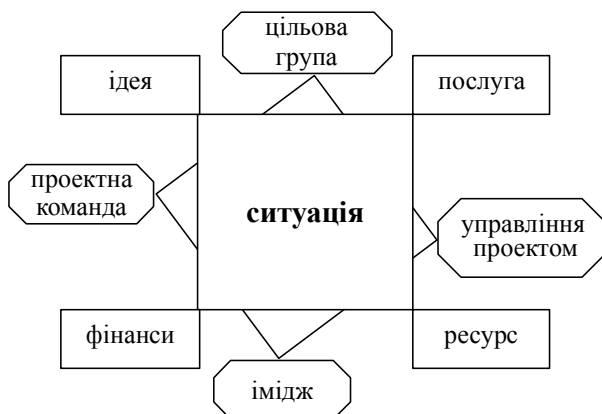 цільова
група
ідея
послуга
проектна
команда
ситуація
управління
проектом
фінанси
ресурс
імідж